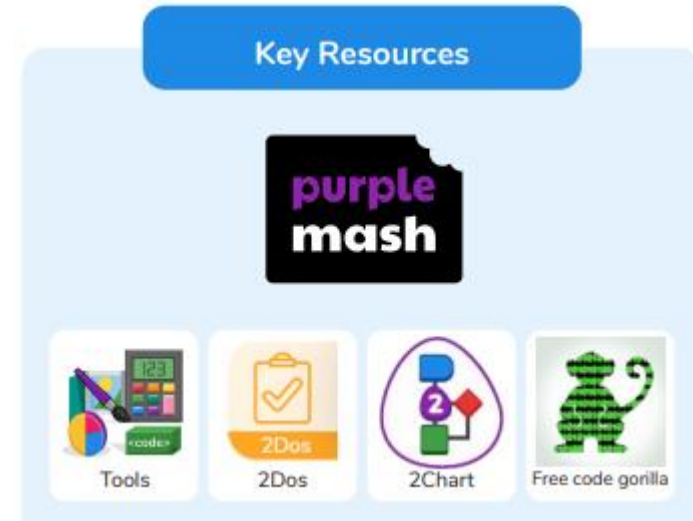 Key Resources
purple
mash
123
<code>
2Dos
2
Tools
2Dos
2Chart
Free code gorilla